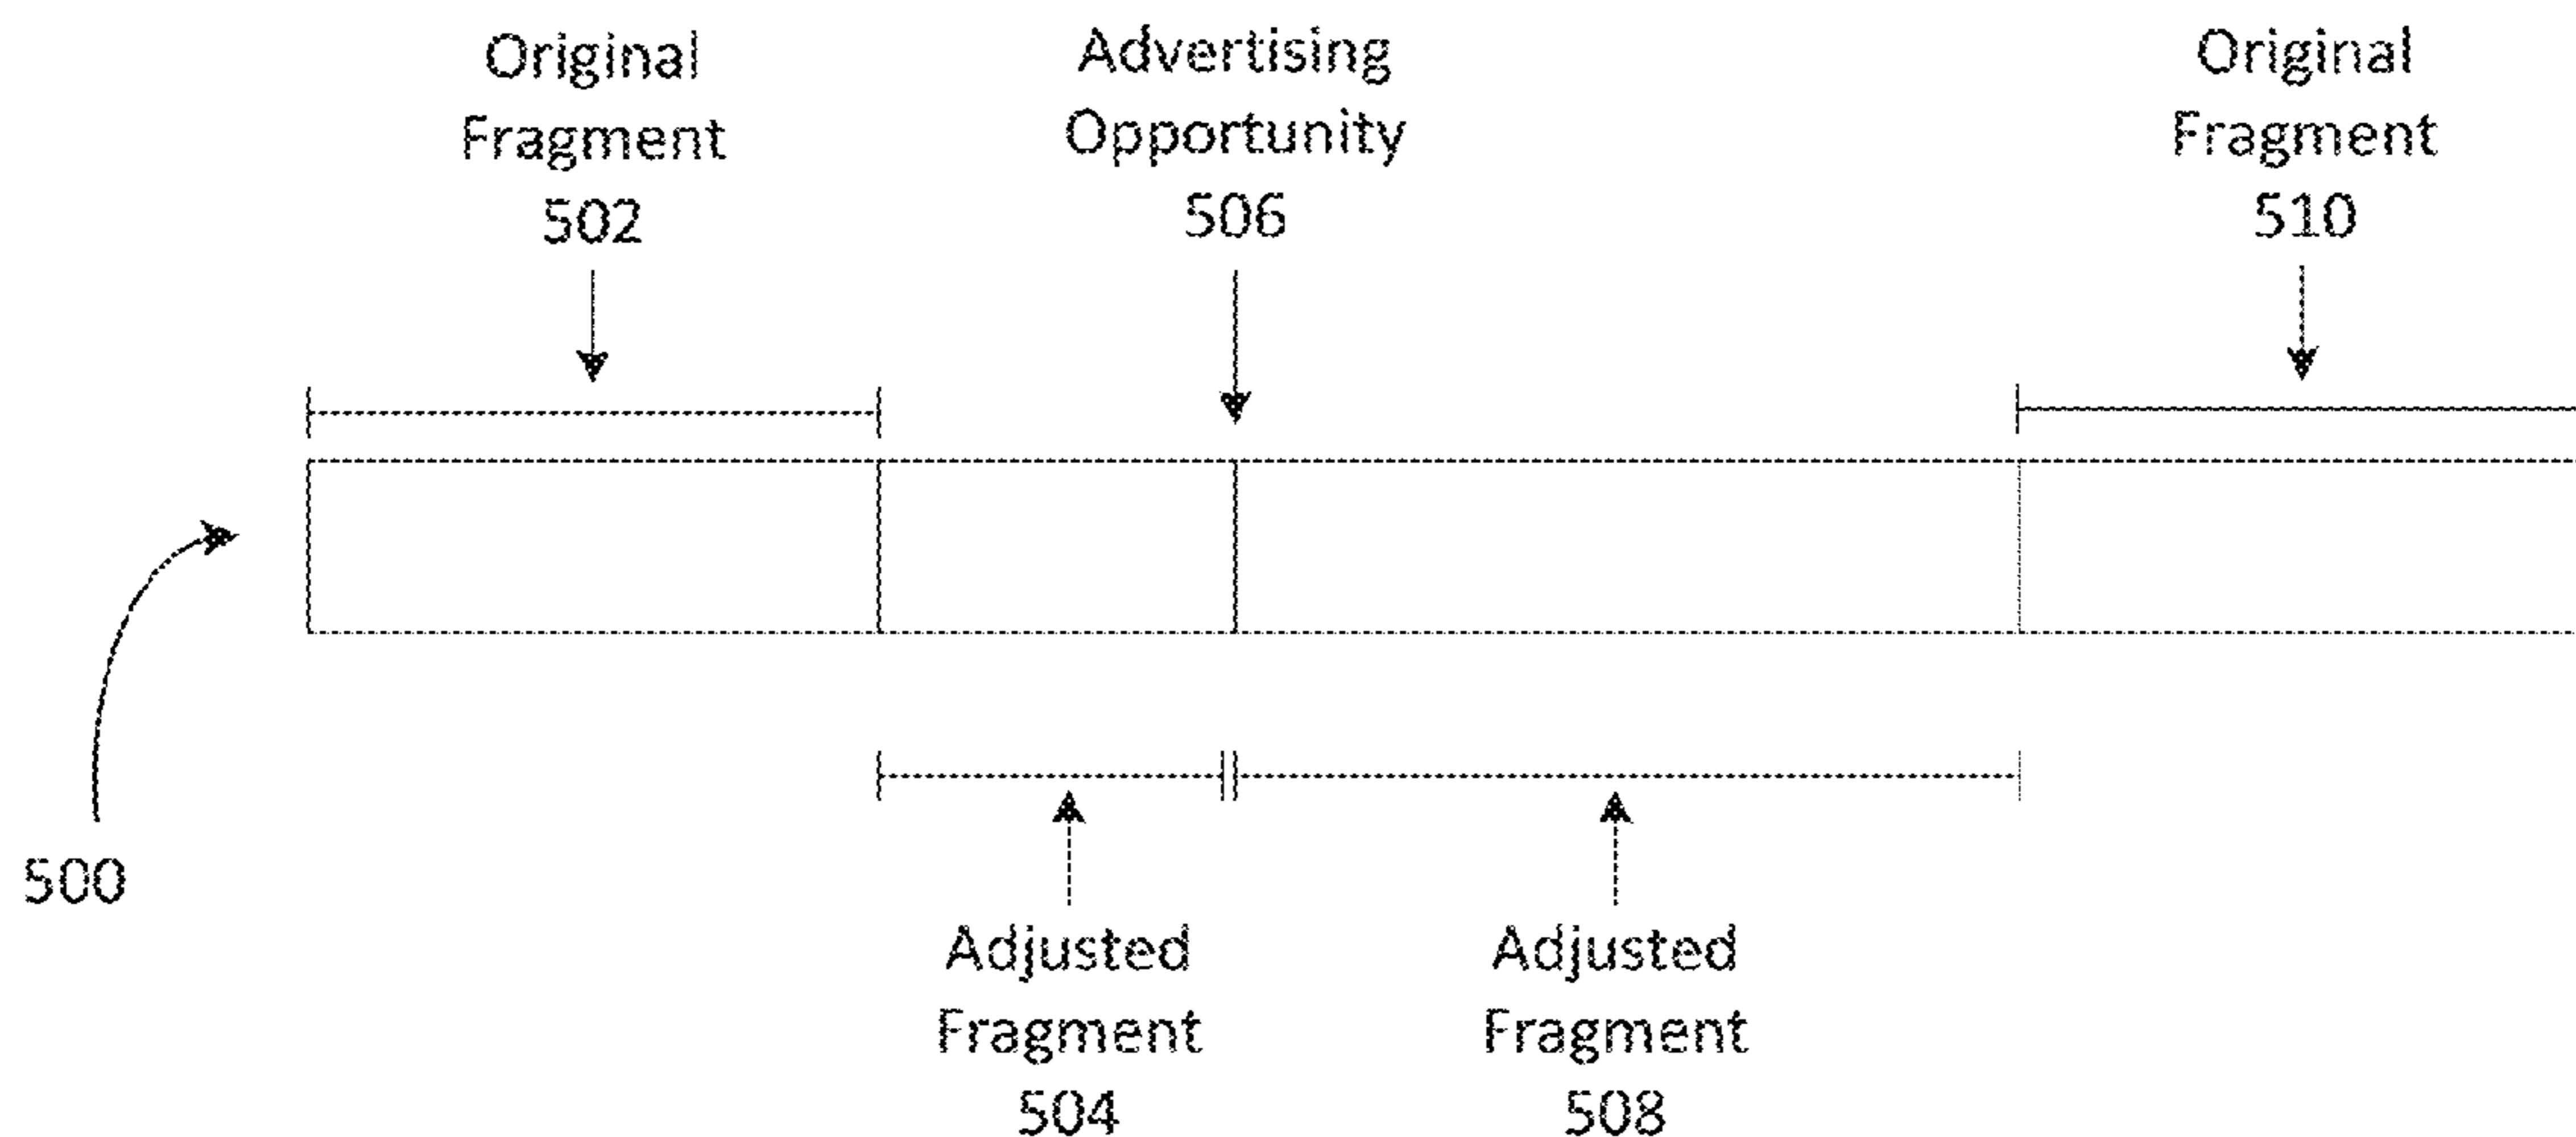 Original
Fragment
502
Advertising
Opportunity
506
Original
Fragment
510
500
Adjusted
Fragment
504
Adjusted
Fragment
508